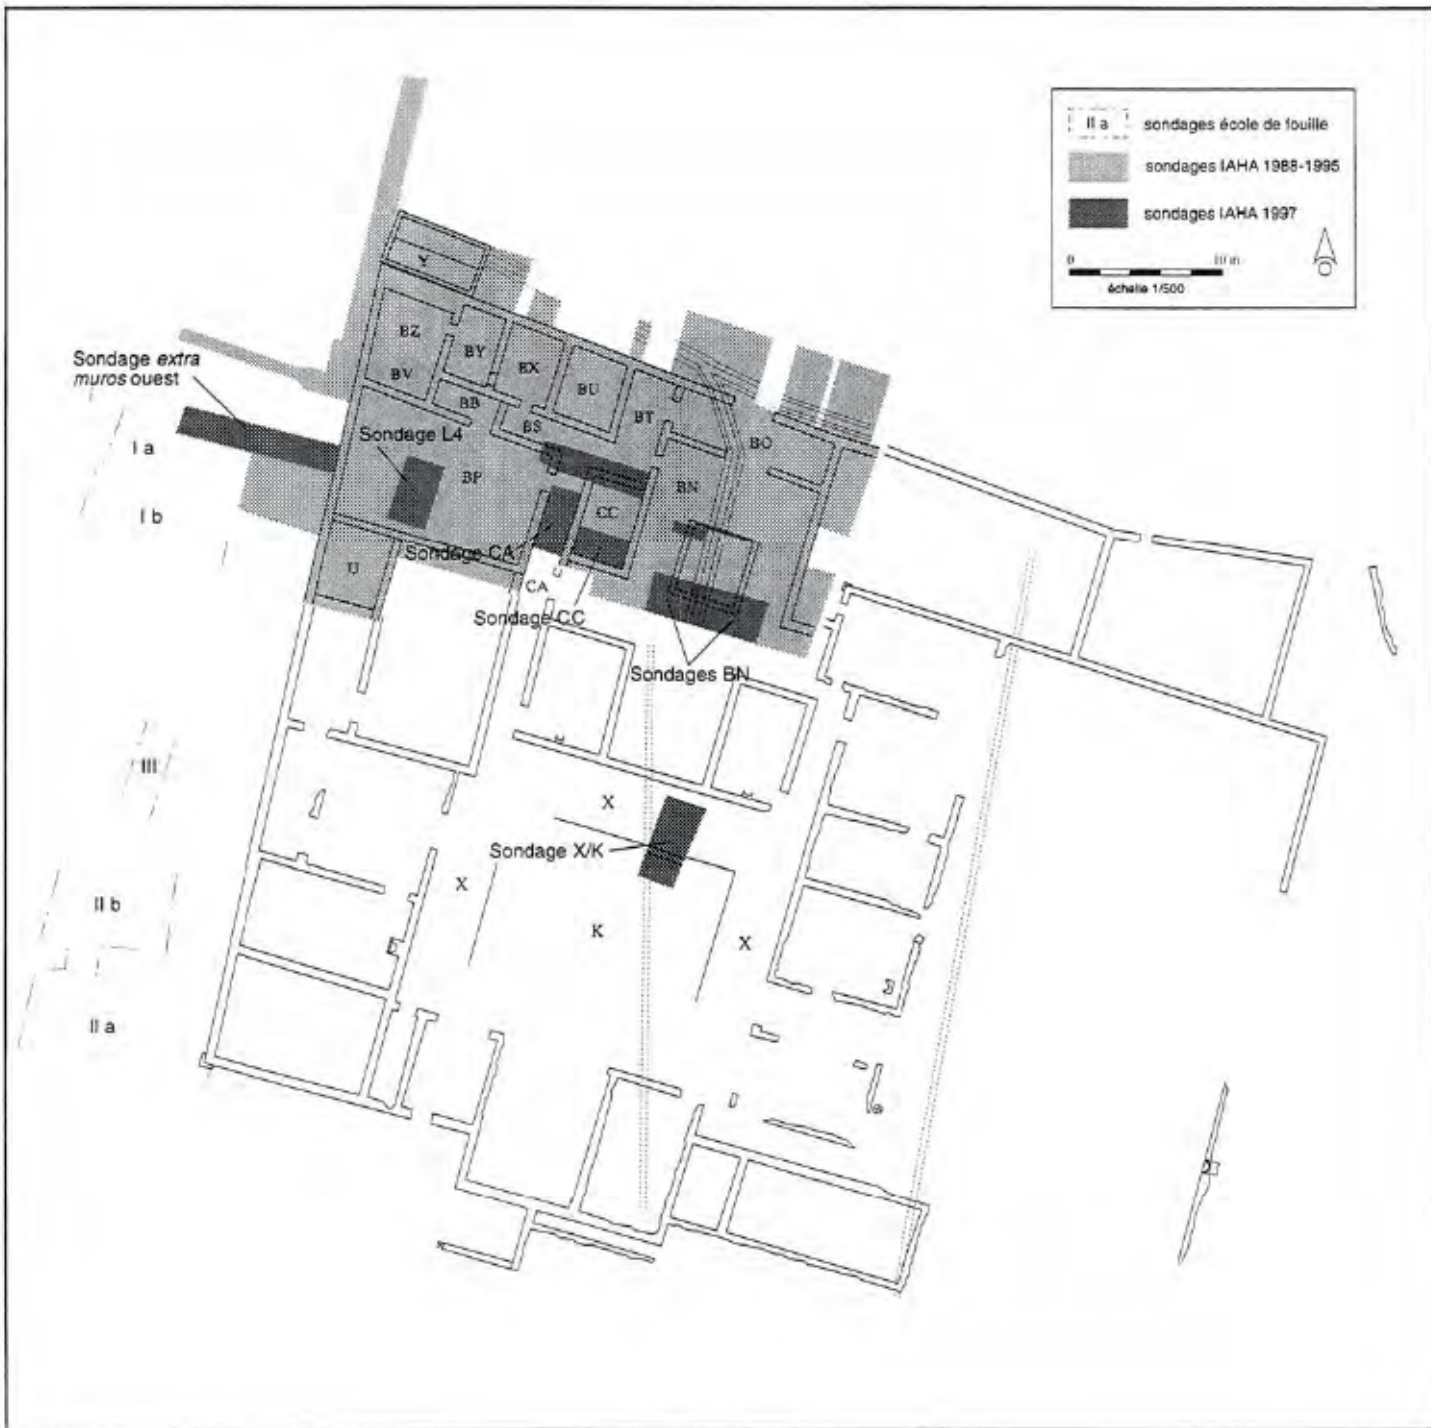 II a sondages école de fouille
sondages IAHA 1988-1995
sondages IAHA 1997
0 10 m
échelle 1/500
Y
BZ
BY
BX
BV
BU
BB
BT
BS
BO
Sondage extra
muros ouest
Sondage L4
I a
BP
BN
I b
CC
Sondage CA
U
CA
Sondage CC
Sondages BN
III
X
Sondage X/K
X
II b
K
X
II a